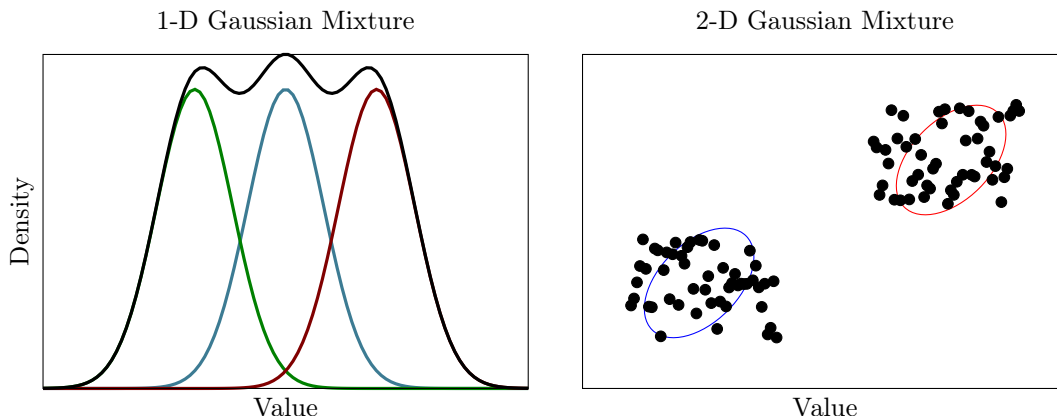 1-D Gaussian Mixture
2-D Gaussian Mixture
Density
Value
Value